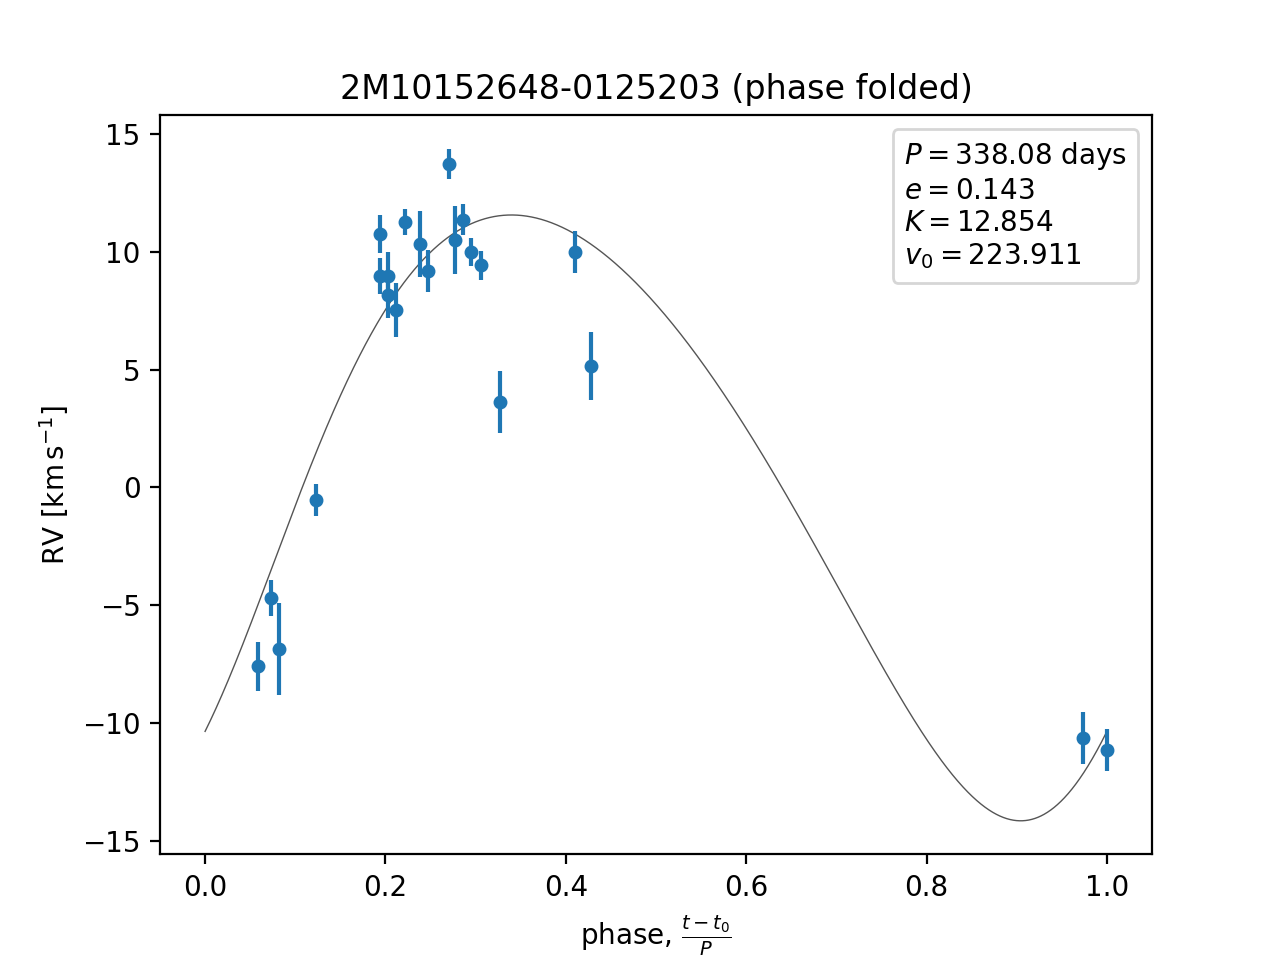 2M10152648-0125203 (phase folded)
P = 338.08 days
e = 0.143
K = 12.854
v₀ = 223.911
15
10
5
0
−5
−10
−15
RV [km s⁻¹]
0.0 0.2 0.4 0.6 0.8 1.0
phase, (t − t₀)/P